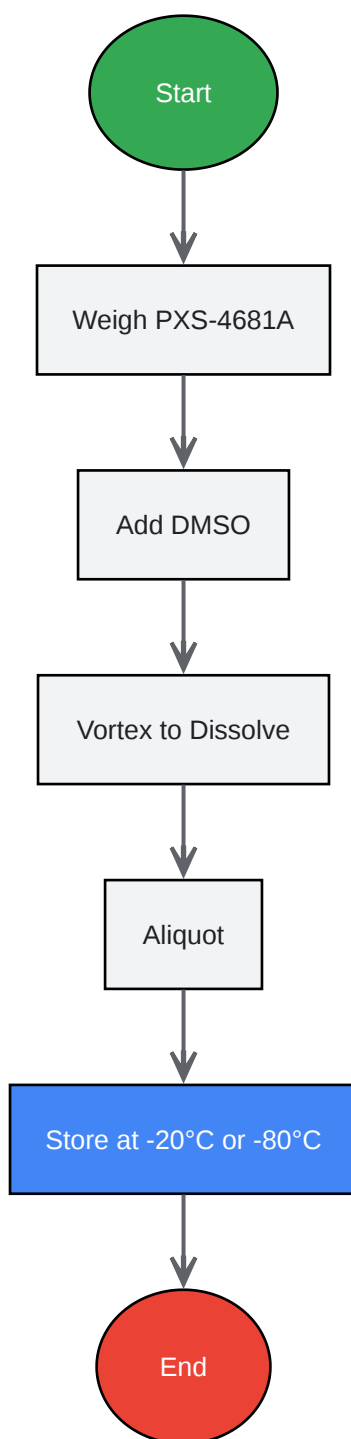 Start
Weigh PXS-4681A
Add DMSO
Vortex to Dissolve
Aliquot
Store at -20°C or -80°C
End